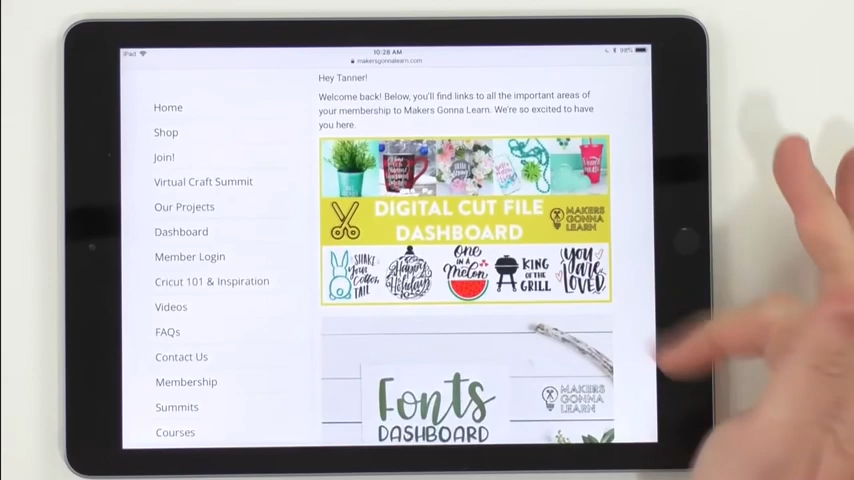 iPad
10:28 AM
98%
makersgonnalearn.com
Home
Shop
Join!
Virtual Craft Summit
Our Projects
Dashboard
Member Login
Cricut 101 & Inspiration
Videos
FAQs
Contact Us
Membership
Summits
Courses
Hey Tanner!
Welcome back! Below, you'll find links to all the important areas of
your membership to Makers Gonna Learn. We're so excited to have
you here.
DIGITAL CUT FILE
DASHBOARD
MAKERS
GONNA
LEARN
SHAKE
your
COTTON
TAIL
Happy
Holidays
one
IN A
Melon
KING
OF THE
GRILL
you
are
LOVED
Fonts
DASHBOARD
MAKERS
GONNA
LEARN